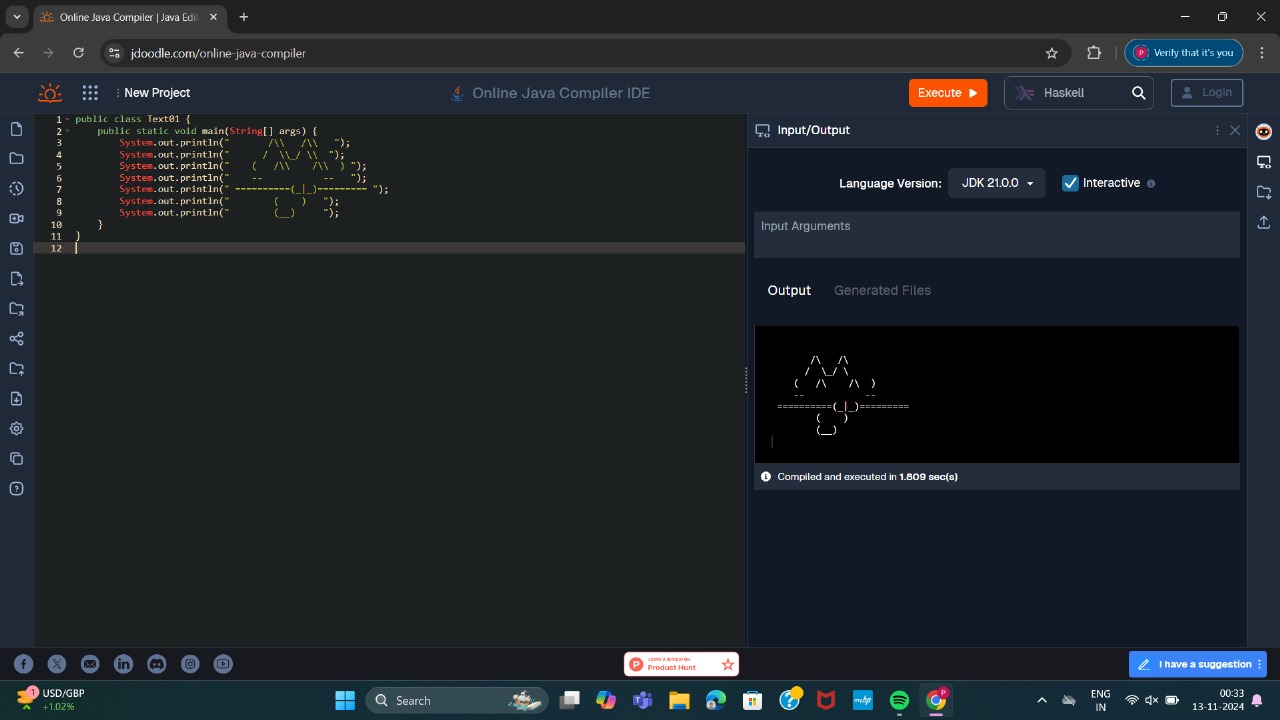 Online Java Compiler | Java Edit
jdoodle.com/online-java-compiler
Verify that it's you
New Project
Online Java Compiler IDE
Execute
Haskell
Login
1 public class Text01 {
2     public static void main(String[] args) {
3         System.out.println("       /\\   /\\   ");
4         System.out.println("      /  \\_/ \\  ");
5         System.out.println("    (   /\\    /\\  ) ");
6         System.out.println("    --           --   ");
7         System.out.println(" ----------(_|_)--------- ");
8         System.out.println("        (    )   ");
9         System.out.println("        (__)     ");
10     }
11 }
12
Input/Output
Language Version: JDK 21.0.0
Interactive
Input Arguments
Output
Generated Files
      /\   /\
     /  \_/ \
   (   /\    /\  )
   --           --
==========(_|_)=========
       (    )
       (__)
Compiled and executed in 1.809 sec(s)
LEAVE A REVIEW ON
Product Hunt
I have a suggestion
1
USD/GBP
+1.02%
Search
myhp
ENG
IN
00:33
13-11-2024